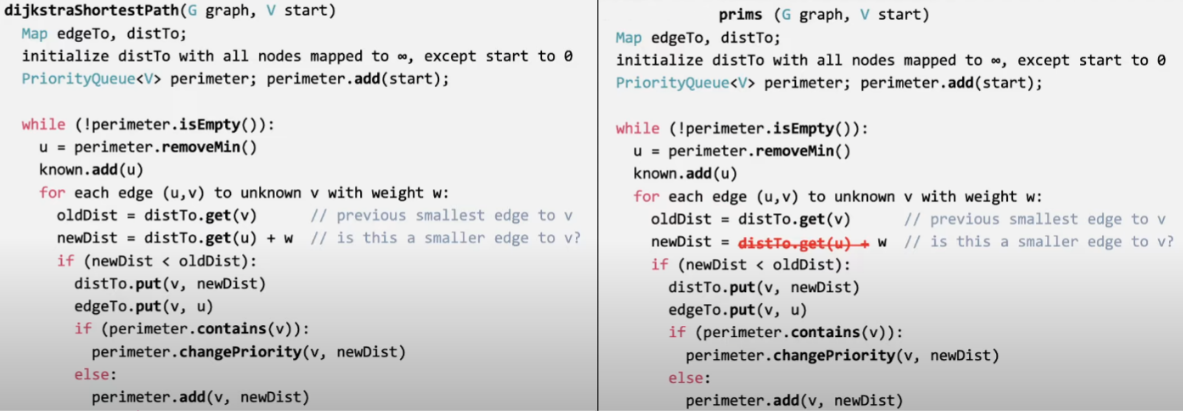 dijkstraShortestPath(G graph, V start)
Map edgeTo, distTo;
initialize distTo with all nodes mapped to ∞, except start to 0
PriorityQueue<V> perimeter; perimeter.add(start);
while (!perimeter.isEmpty()):
u = perimeter.removeMin()
known.add(u)
for each edge (u,v) to unknown v with weight w:
oldDist = distTo.get(v) // previous smallest edge to v
newDist = distTo.get(u) + w // is this a smaller edge to v?
if (newDist < oldDist):
distTo.put(v, newDist)
edgeTo.put(v, u)
if (perimeter.contains(v)):
perimeter.changePriority(v, newDist)
else:
perimeter.add(v, newDist)
prims (G graph, V start)
Map edgeTo, distTo;
initialize distTo with all nodes mapped to ∞, except start to 0
PriorityQueue<V> perimeter; perimeter.add(start);
while (!perimeter.isEmpty()):
u = perimeter.removeMin()
known.add(u)
for each edge (u,v) to unknown v with weight w:
oldDist = distTo.get(v) // previous smallest edge to v
newDist = distTo.get(u) + w // is this a smaller edge to v?
if (newDist < oldDist):
distTo.put(v, newDist)
edgeTo.put(v, u)
if (perimeter.contains(v)):
perimeter.changePriority(v, newDist)
else:
perimeter.add(v, newDist)